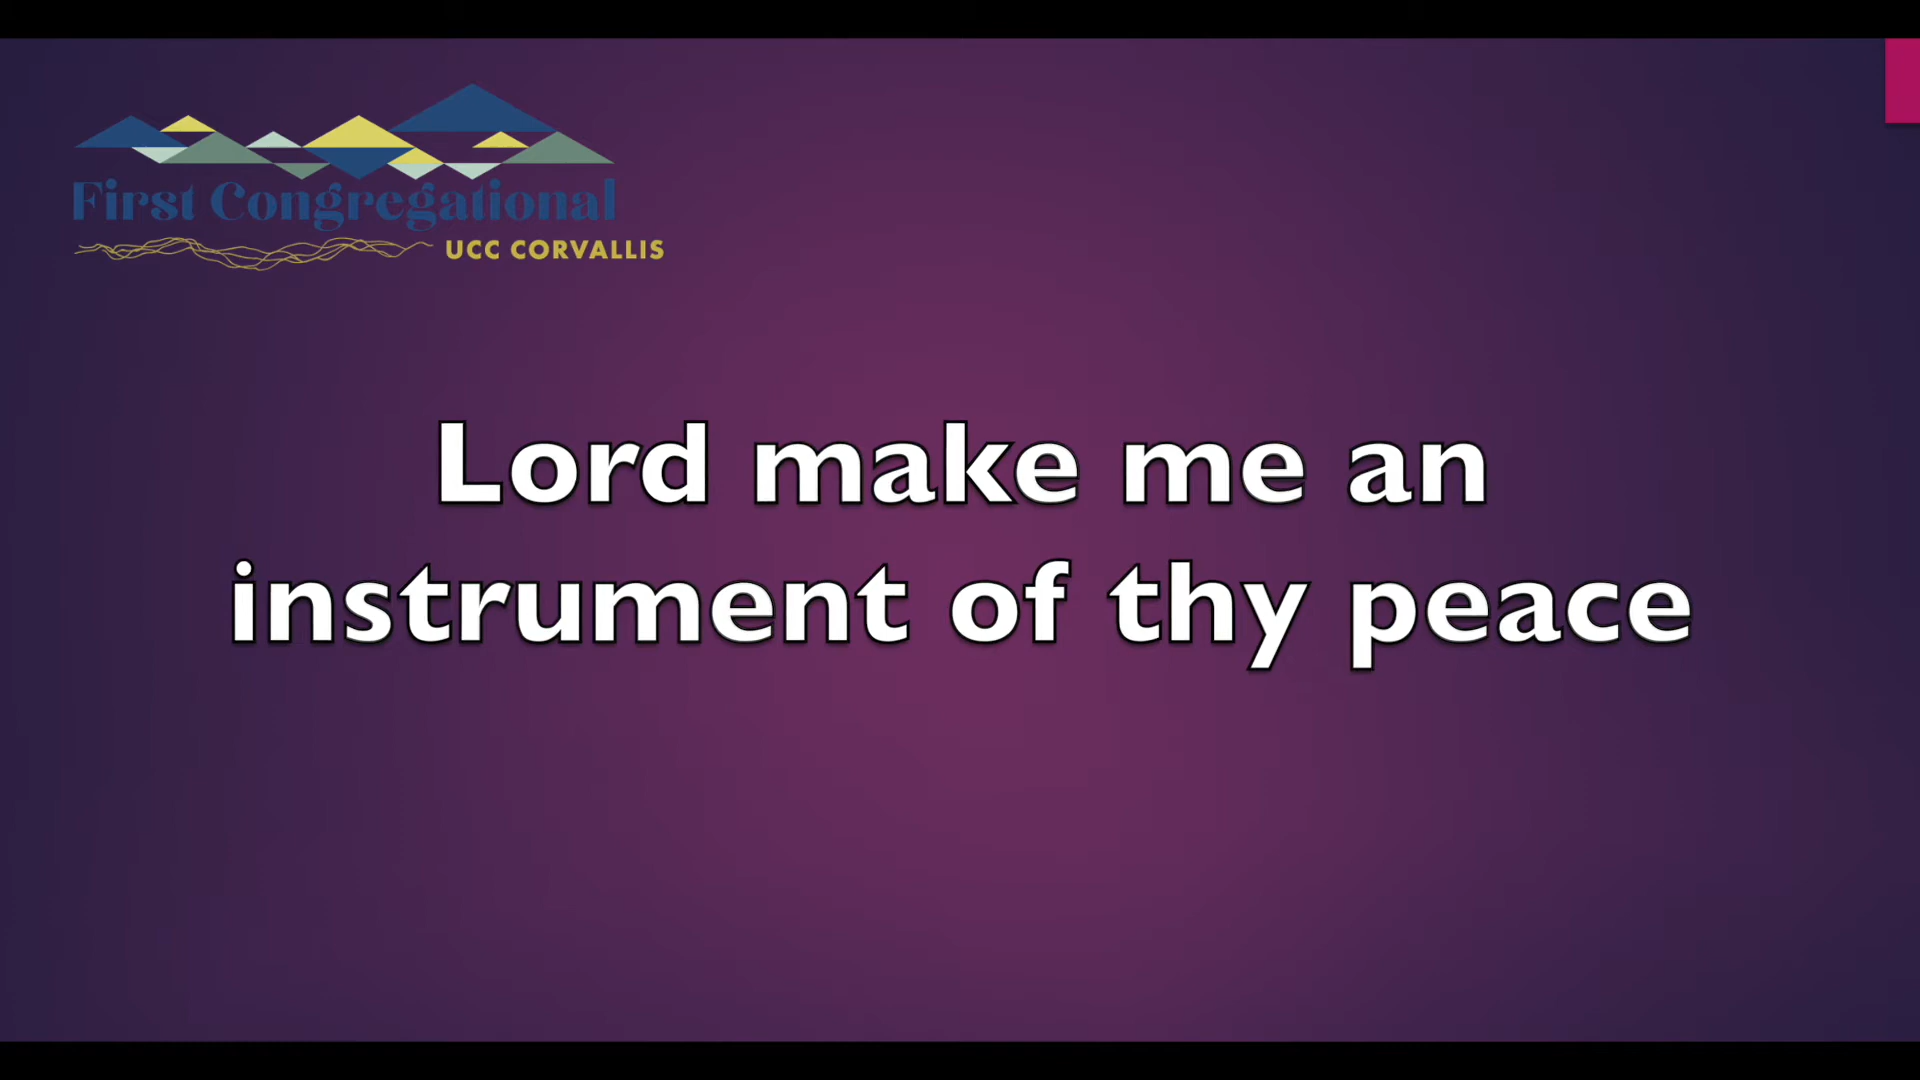 First Congregational
UCC CORVALLIS
Lord make me an
instrument of thy peace